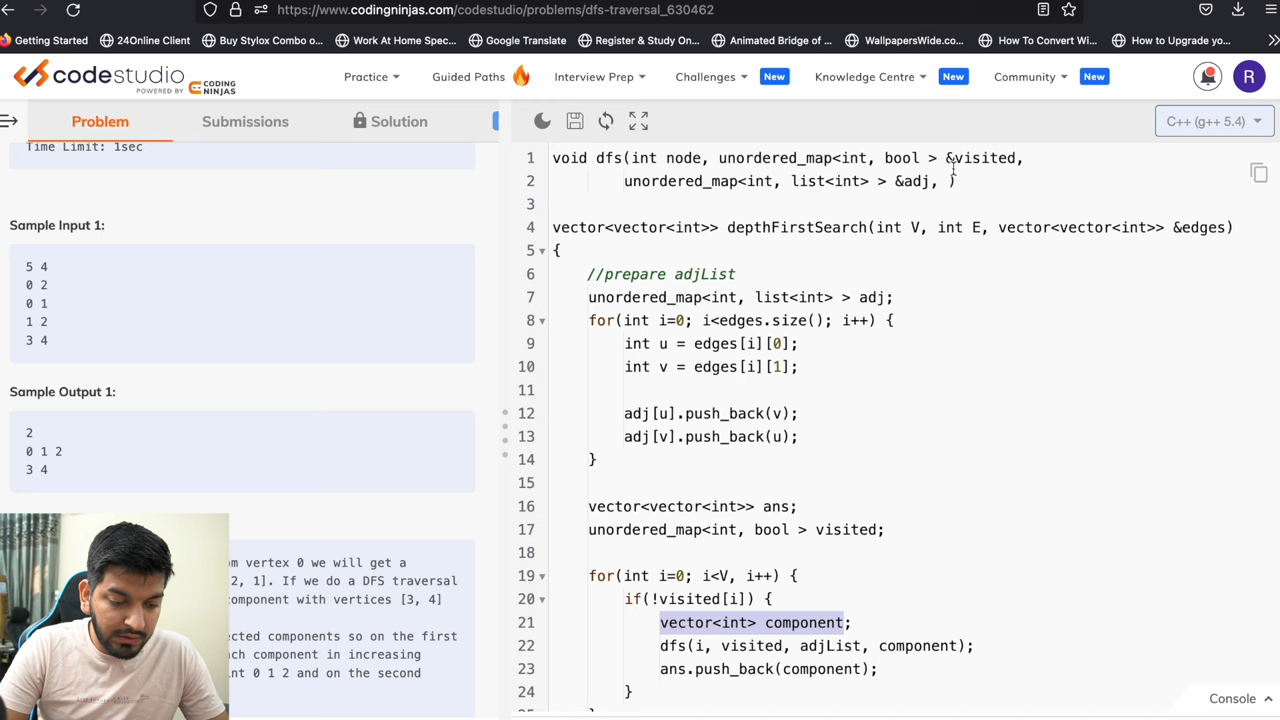 https://www.codingninjas.com/codestudio/problems/dfs-traversal_630462
Getting Started 24Online Client Buy Stylox Combo o... Work At Home Spec... Google Translate Register & Study On... Animated Bridge of ... WallpapersWide.co... How To Convert Wi... How to Upgrade yo...
codestudio
POWERED BY CODING NINJAS
Practice Guided Paths Interview Prep Challenges New Knowledge Centre New Community New R
Problem Submissions Solution
C++ (g++ 5.4)
Time Limit: 1sec
Sample Input 1:
5 4
0 2
0 1
1 2
3 4
Sample Output 1:
2
0 1 2
3 4
om vertex 0 we will get a
2, 1]. If we do a DFS traversal
component with vertices [3, 4]
ected components so on the first
ach component in increasing
int 0 1 2 and on the second
1 void dfs(int node, unordered_map<int, bool > &visited,
2 unordered_map<int, list<int> > &adj, )
3
4 vector<vector<int>> depthFirstSearch(int V, int E, vector<vector<int>> &edges)
5 {
6 //prepare adjList
7 unordered_map<int, list<int> > adj;
8 for(int i=0; i<edges.size(); i++) {
9 int u = edges[i][0];
10 int v = edges[i][1];
11
12 adj[u].push_back(v);
13 adj[v].push_back(u);
14 }
15
16 vector<vector<int>> ans;
17 unordered_map<int, bool > visited;
18
19 for(int i=0; i<V, i++) {
20 if(!visited[i]) {
21 vector<int> component;
22 dfs(i, visited, adjList, component);
23 ans.push_back(component);
24 }
Console